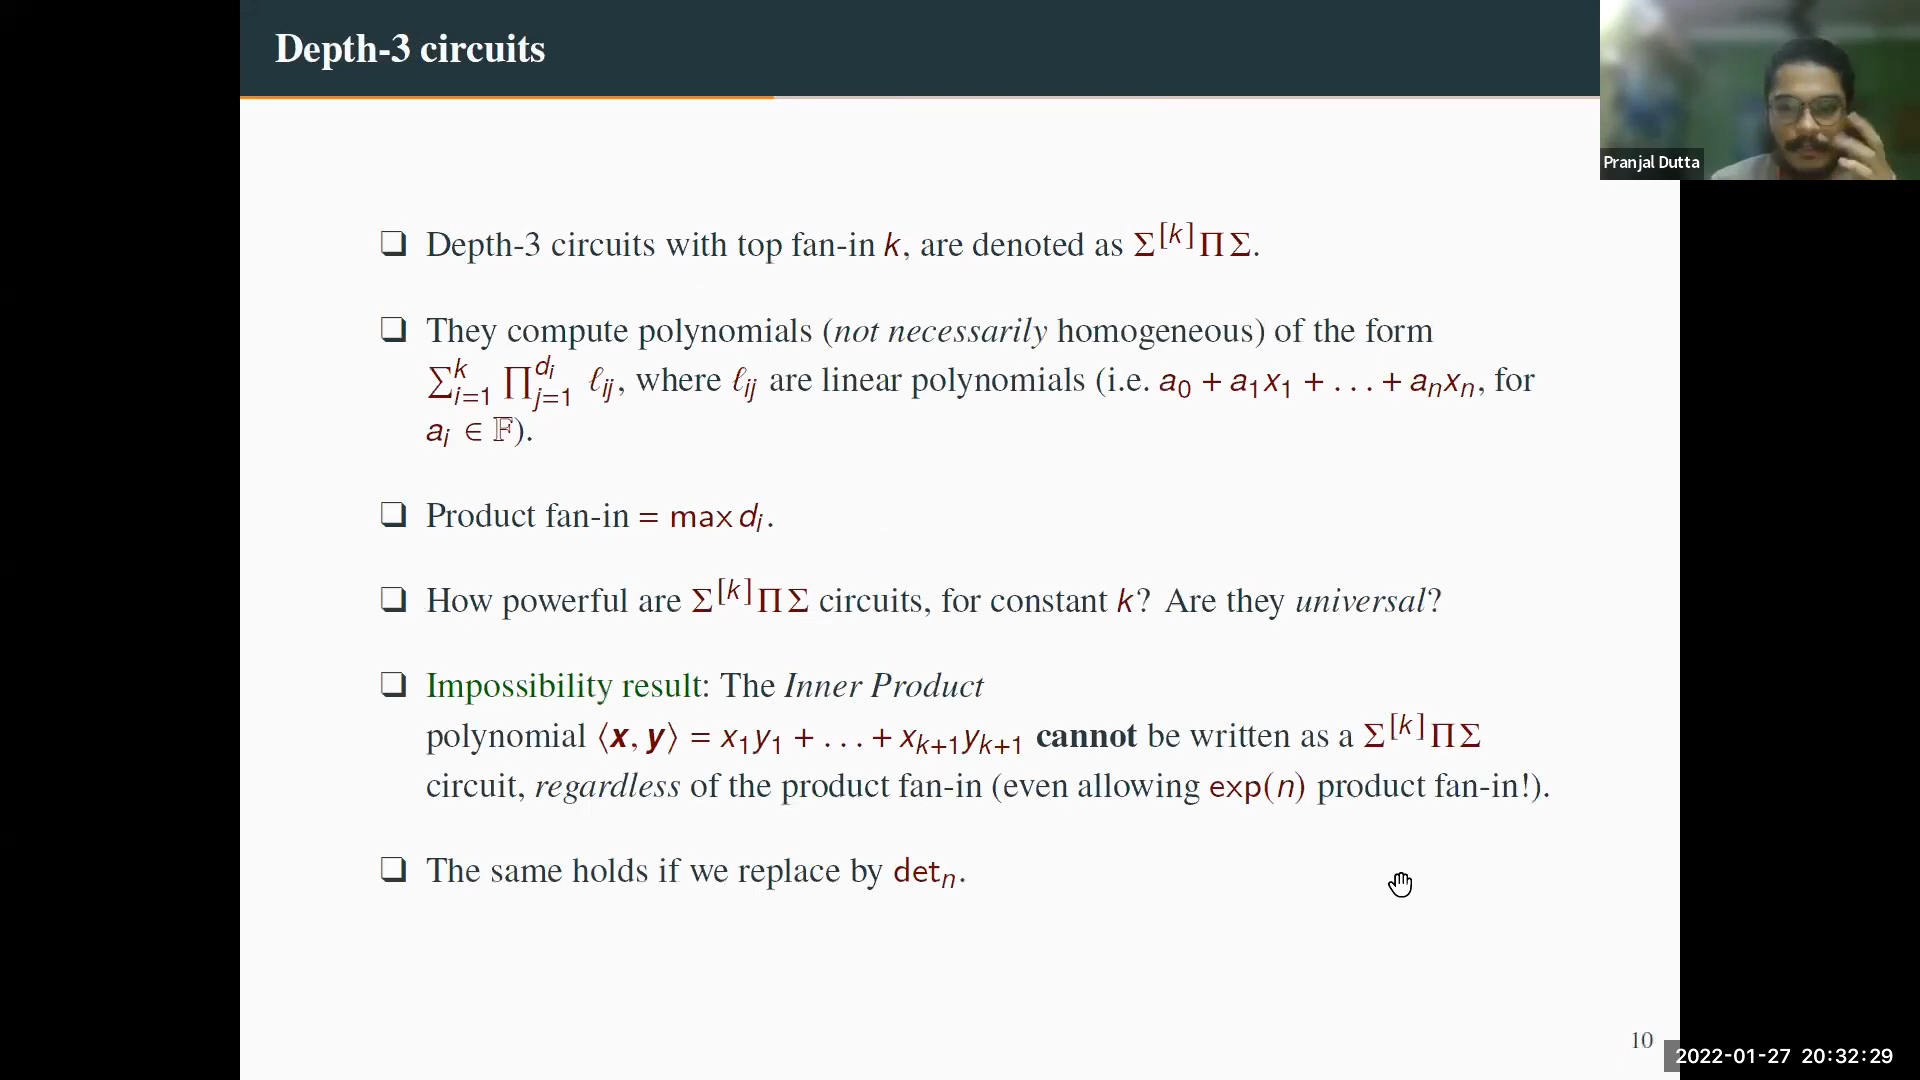 Depth-3 circuits
Pranjal Dutta
❑ Depth-3 circuits with top fan-in k, are denoted as Σ^[k]ΠΣ.
❑ They compute polynomials (not necessarily homogeneous) of the form
∑_{i=1}^{k} ∏_{j=1}^{d_i} ℓ_{ij}, where ℓ_{ij} are linear polynomials (i.e. a_0 + a_1x_1 + … + a_nx_n, for
a_i ∈ 𝔽).
❑ Product fan-in = max d_i.
❑ How powerful are Σ^[k]ΠΣ circuits, for constant k? Are they universal?
❑ Impossibility result: The Inner Product
polynomial ⟨x, y⟩ = x_1y_1 + … + x_{k+1}y_{k+1} cannot be written as a Σ^[k]ΠΣ
circuit, regardless of the product fan-in (even allowing exp(n) product fan-in!).
❑ The same holds if we replace by det_n.
10
2022-01-27 20:32:29